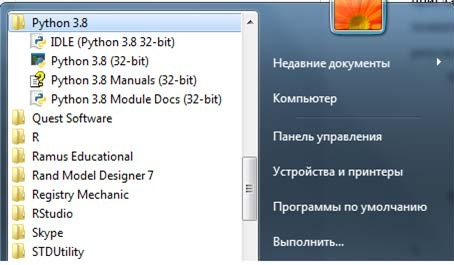 Python 3.8
IDLE (Python 3.8 32-bit)
Python 3.8 (32-bit)
Python 3.8 Manuals (32-bit)
Python 3.8 Module Docs (32-bit)
Quest Software
R
Ramus Educational
Rand Model Designer 7
Registry Mechanic
RStudio
Skype
STDUtility
Недавние документы
Компьютер
Панель управления
Устройства и принтеры
Программы по умолчанию
Выполнить...